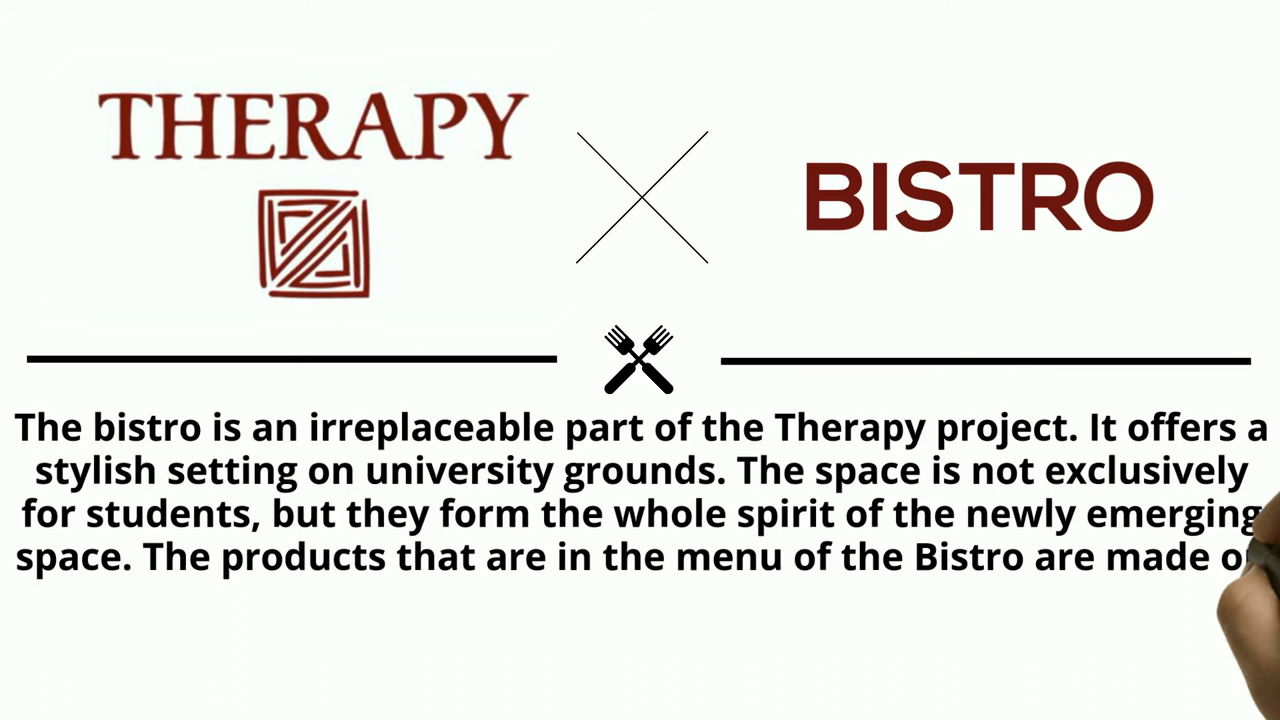 THERAPY
BISTRO
The bistro is an irreplaceable part of the Therapy project. It offers a
stylish setting on university grounds. The space is not exclusively
for students, but they form the whole spirit of the newly emerging
space. The products that are in the menu of the Bistro are made